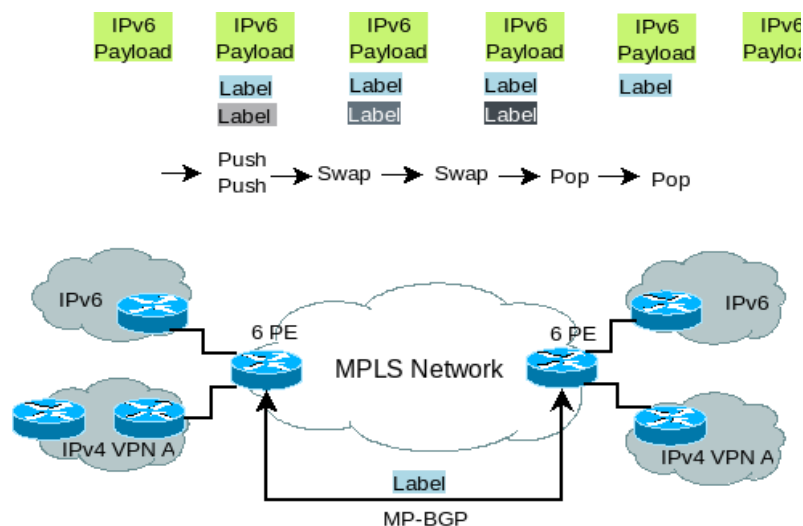 IPv6 IPv6 IPv6 IPv6 IPv6 IPv6
Payload Payload Payload Payload Payload Payload
Label Label Label Label
Label Label Label
Push
Push Swap Swap Pop Pop
IPv6 6 PE 6 PE IPv6
MPLS Network
IPv4 VPN A IPv4 VPN A
Label
MP-BGP